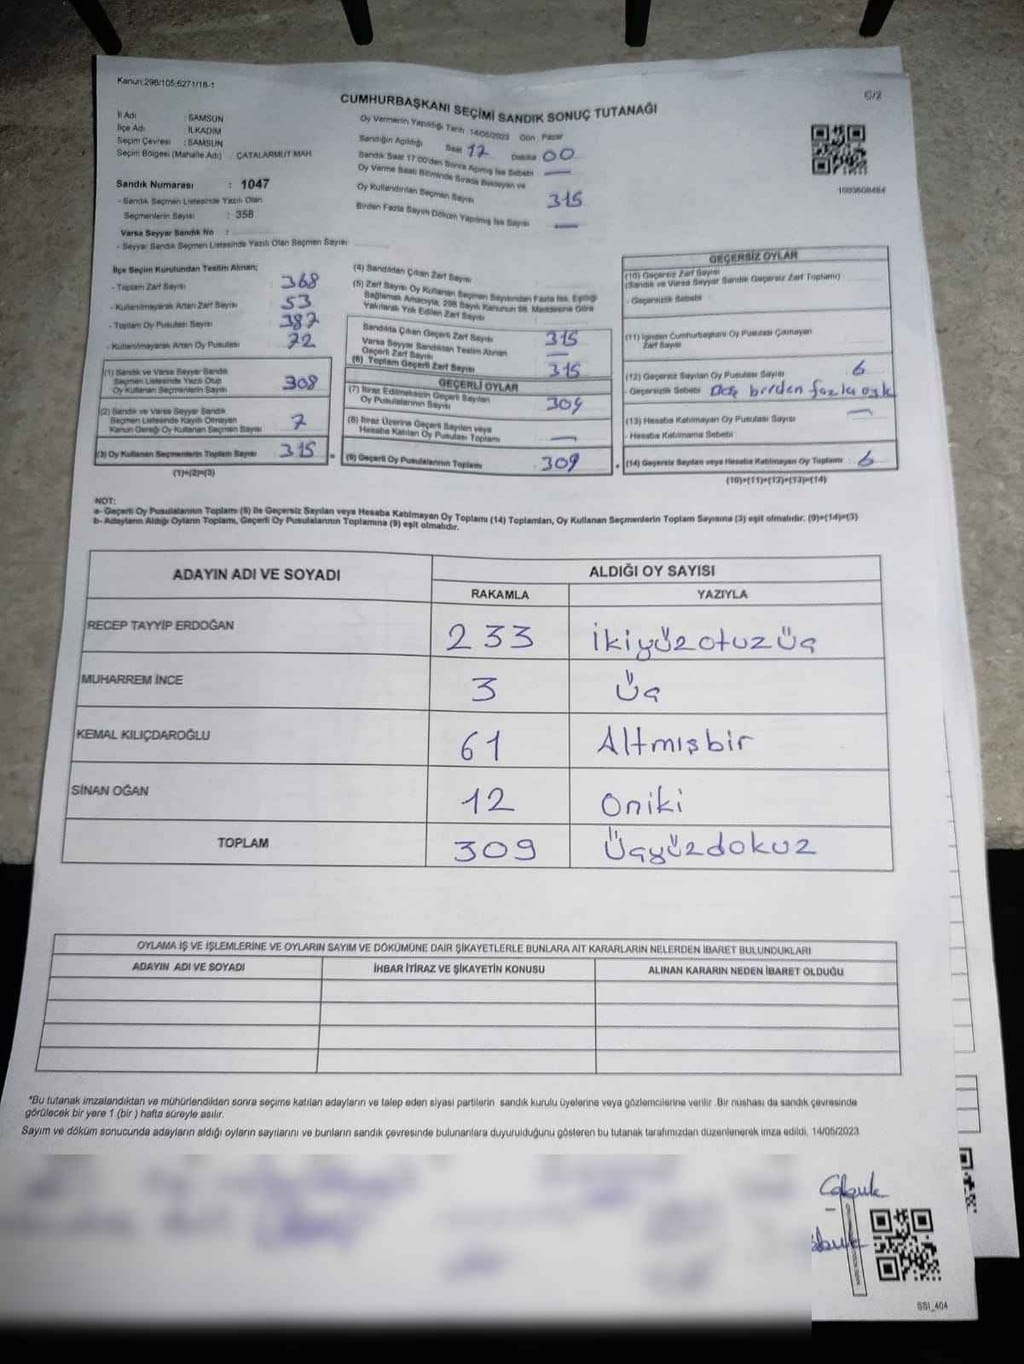 Kanun:298/105;6271/18-1
CUMHURBAŞKANI SEÇİMİ SANDIK SONUÇ TUTANAĞI
İl Adı : SAMSUN
İlçe Adı : İLKADIM
Seçim Çevresi : SAMSUN
Seçim Bölgesi (Mahalle Adı) : ÇATALARMUT MAH.
Sandık Numarası : 1047
- Sandık Seçmen Listesinde Yazılı Olan
Seçmenlerin Sayısı : 358
Varsa Seyyar Sandık No :
- Seyyar Sandık Seçmen Listesinde Yazılı Olan Seçmen Sayısı
Oy Vermenin Yapıldığı Tarih 14/05/2023 Gün Pazar
Sandığın Açıldığı Saat 17 Dakika 00
Sandık Saat 17:00'den Sonra Açılmış İse Sebebi
Oy Verme Saati Bitiminde Sırada Bekleyen ve
Oy Kullandırılan Seçmen Sayısı 315
Birden Fazla Sayım Döküm Yapılmış İse Sayısı —
1000608484
İlçe Seçim Kurulundan Teslim Alınan;
- Toplam Zarf Sayısı 368
- Kullanılmayarak Artan Zarf Sayısı 53
- Toplam Oy Pusulası Sayısı 387
- Kullanılmayarak Artan Oy Pusulası 72
(1) Sandık ve Varsa Seyyar Sandık
Seçmen Listesinde Yazılı Olup
Oy Kullanan Seçmenlerin Sayısı 308
(2) Sandık ve Varsa Seyyar Sandık
Seçmen Listesinde Kayıtlı Olmayan
Kanun Gereği Oy Kullanan Seçmen Sayısı 7
(3) Oy Kullanan Seçmenlerin Toplam Sayısı 315
(1)+(2)=(3)
(4) Sandıktan Çıkan Zarf Sayısı
(5) Zarf Sayısı Oy Kullanan Seçmen Sayısından Fazla İse, Eşitliği
Sağlamak Amacıyla, 298 Sayılı Kanunun 98. Maddesine Göre
Yakılarak Yok Edilen Zarf Sayısı
Sandıkta Çıkan Geçerli Zarf Sayısı 315
Varsa Seyyar Sandıktan Teslim Alınan
Geçerli Zarf Sayısı —
(6) Toplam Geçerli Zarf Sayısı 315
GEÇERLİ OYLAR
(7) İtiraz Edilmeksizin Geçerli Sayılan
Oy Pusulalarının Sayısı 309
(8) İtiraz Üzerine Geçerli Sayılan veya
Hesaba Katılan Oy Pusulası Toplamı —
(9) Geçerli Oy Pusulalarının Toplamı 309
GEÇERSİZ OYLAR
(10) Geçersiz Zarf Sayısı
(Sandık ve Varsa Seyyar Sandık Geçersiz Zarf Toplamı)
- Geçersizlik Sebebi
(11) İçinden Cumhurbaşkanı Oy Pusulası Çıkmayan
Zarf Sayısı
(12) Geçersiz Sayılan Oy Pusulası Sayısı 6
- Geçersizlik Sebebi birden fazla oy
(13) Hesaba Katılmayan Oy Pusulası Sayısı —
- Hesaba Katılmama Sebebi
(14) Geçersiz Sayılan veya Hesaba Katılmayan Oy Toplamı 6
(10)+(11)+(12)+(13)=(14)
NOT:
a- Geçerli Oy Pusulalarının Toplamı (9) ile Geçersiz Sayılan veya Hesaba Katılmayan Oy Toplamı (14) Toplamları, Oy Kullanan Seçmenlerin Toplam Sayısına (3) eşit olmalıdır. (9)+(14)=(3)
b- Adayların Aldığı Oyların Toplamı, Geçerli Oy Pusulalarının Toplamına (9) eşit olmalıdır.
ADAYIN ADI VE SOYADI ALDIĞI OY SAYISI
RAKAMLA YAZIYLA
RECEP TAYYİP ERDOĞAN 233 İkiyüzotuzüç
MUHARREM İNCE 3 Üç
KEMAL KILIÇDAROĞLU 61 Altmışbir
SİNAN OĞAN 12 Oniki
TOPLAM 309 Üçyüzdokuz
OYLAMA İŞ VE İŞLEMLERİNE VE OYLARIN SAYIM VE DÖKÜMÜNE DAİR ŞİKAYETLERLE BUNLARA AİT KARARLARIN NELERDEN İBARET BULUNDUKLARI
ADAYIN ADI VE SOYADI İHBAR İTİRAZ VE ŞİKAYETİN KONUSU ALINAN KARARIN NEDEN İBARET OLDUĞU
*Bu tutanak imzalandıktan ve mühürlendikten sonra seçime katılan adayların ve talep eden siyasi partilerin sandık kurulu üyelerine veya gözlemcilerine verilir .Bir nüshası da sandık çevresinde
görülecek bir yere 1 (bir ) hafta süreyle asılır.
Sayım ve döküm sonucunda adayların aldığı oyların sayılarını ve bunların sandık çevresinde bulunanlara duyurulduğunu gösteren bu tutanak tarafımızdan düzenlenerek imza edildi. 14/05/2023
SSI_404